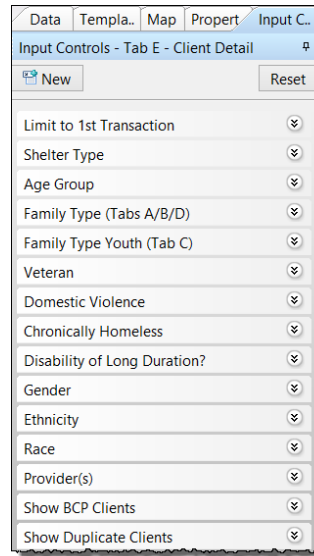 Data Templa.. Map Propert Input C..
Input Controls - Tab E - Client Detail
New Reset
Limit to 1st Transaction
Shelter Type
Age Group
Family Type (Tabs A/B/D)
Family Type Youth (Tab C)
Veteran
Domestic Violence
Chronically Homeless
Disability of Long Duration?
Gender
Ethnicity
Race
Provider(s)
Show BCP Clients
Show Duplicate Clients